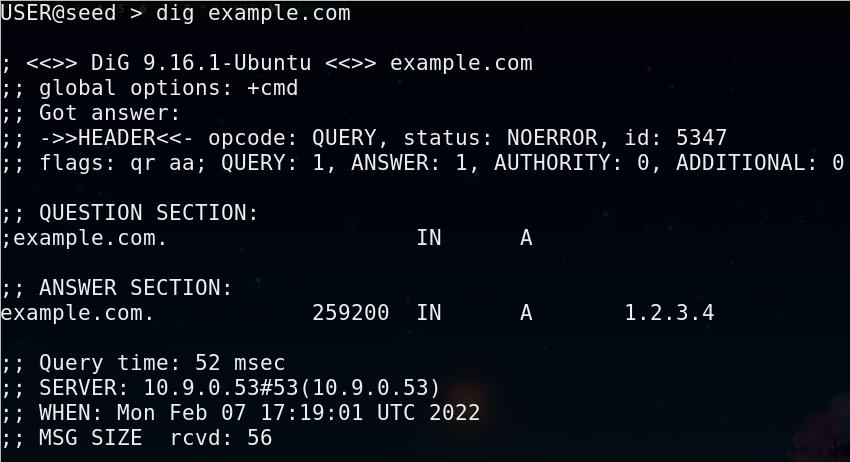 USER@seed > dig example.com
; <<>> DiG 9.16.1-Ubuntu <<>> example.com
;; global options: +cmd
;; Got answer:
;; ->>HEADER<<- opcode: QUERY, status: NOERROR, id: 5347
;; flags: qr aa; QUERY: 1, ANSWER: 1, AUTHORITY: 0, ADDITIONAL: 0
;; QUESTION SECTION:
;example.com. IN A
;; ANSWER SECTION:
example.com. 259200 IN A 1.2.3.4
;; Query time: 52 msec
;; SERVER: 10.9.0.53#53(10.9.0.53)
;; WHEN: Mon Feb 07 17:19:01 UTC 2022
;; MSG SIZE rcvd: 56